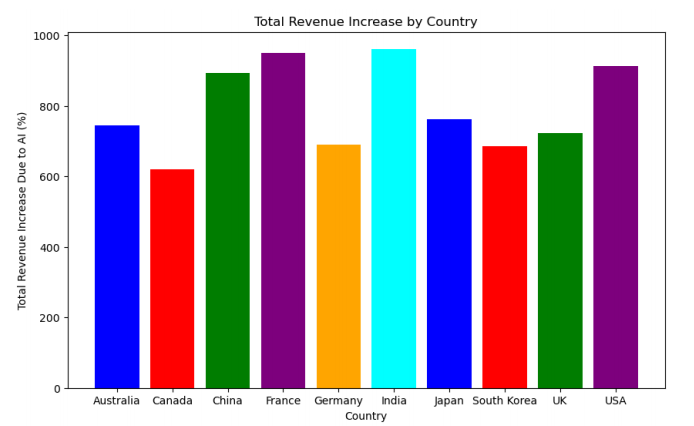 Total Revenue Increase by Country
Total Revenue Increase Due to AI (%)
1000
800
600
400
200
0
Australia Canada China France Germany India Japan South Korea UK USA
Country